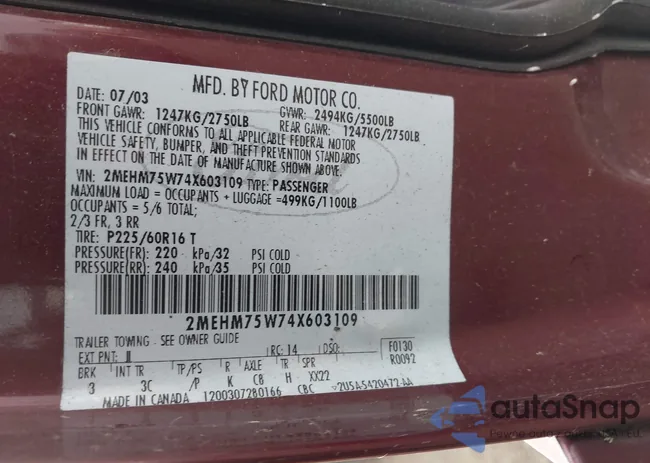 MFD. BY FORD MOTOR CO.
DATE: 07/03 GVWR: 2494KG/5500LB
FRONT GAWR: 1247KG/2750LB REAR GAWR: 1247KG/2750LB
THIS VEHICLE CONFORMS TO ALL APPLICABLE FEDERAL MOTOR
VEHICLE SAFETY, BUMPER, AND THEFT PREVENTION STANDARDS
IN EFFECT ON THE DATE OF MANUFACTURE SHOWN ABOVE.
VIN: 2MEHM75W74X603109 TYPE: PASSENGER
MAXIMUM LOAD = OCCUPANTS + LUGGAGE =499KG/1100LB
OCCUPANTS = 5/6 TOTAL;
2/3 FR, 3 RR
TIRE: P225/60R16 T
PRESSURE(FR) 220 kPa/32 PSI COLD
PRESSURE(RR) 240 kPa/35 PSI COLD
2MEHM75W74X603109
TRAILER TOWING - SEE OWNER GUIDE
EXT PNT: RC: 14 DSO: F0130
BRK INT TR TP/PS R AXLE TR SPR R0092
3 3C /P K CB H XX22
MADE IN CANADA 12003072B0166 CBC
autoSnap